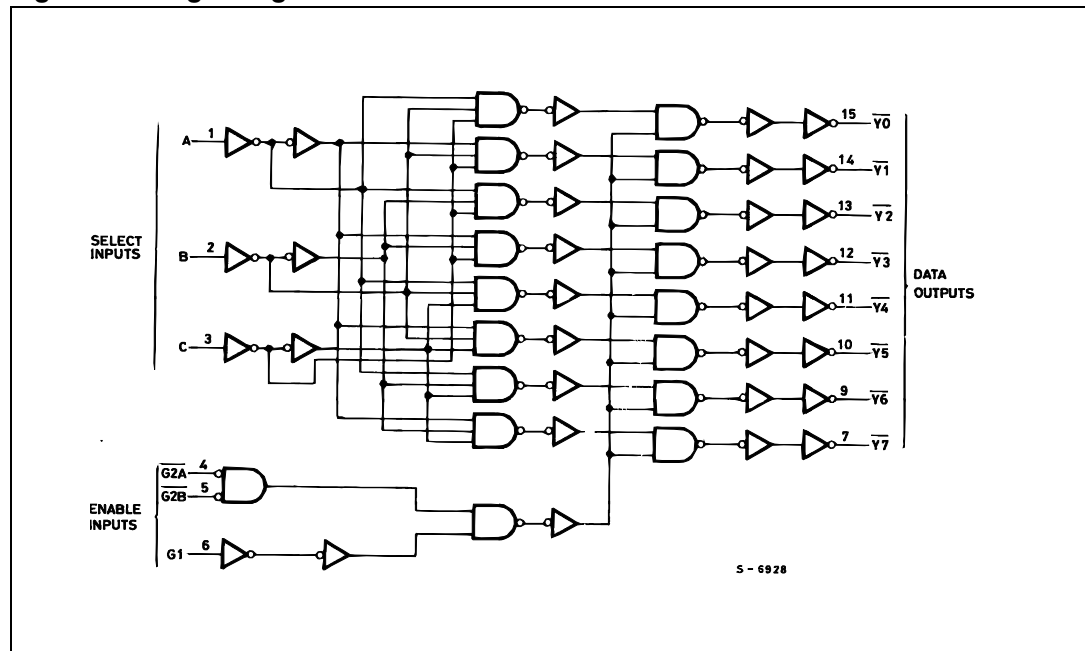 A 1
SELECT
INPUTS
B 2
C 3
G2A 4
G2B 5
ENABLE
INPUTS
G1 6
15 Y0
14 Y1
13 Y2
12 Y3
11 Y4
10 Y5
9 Y6
7 Y7
DATA
OUTPUTS
S - 6928